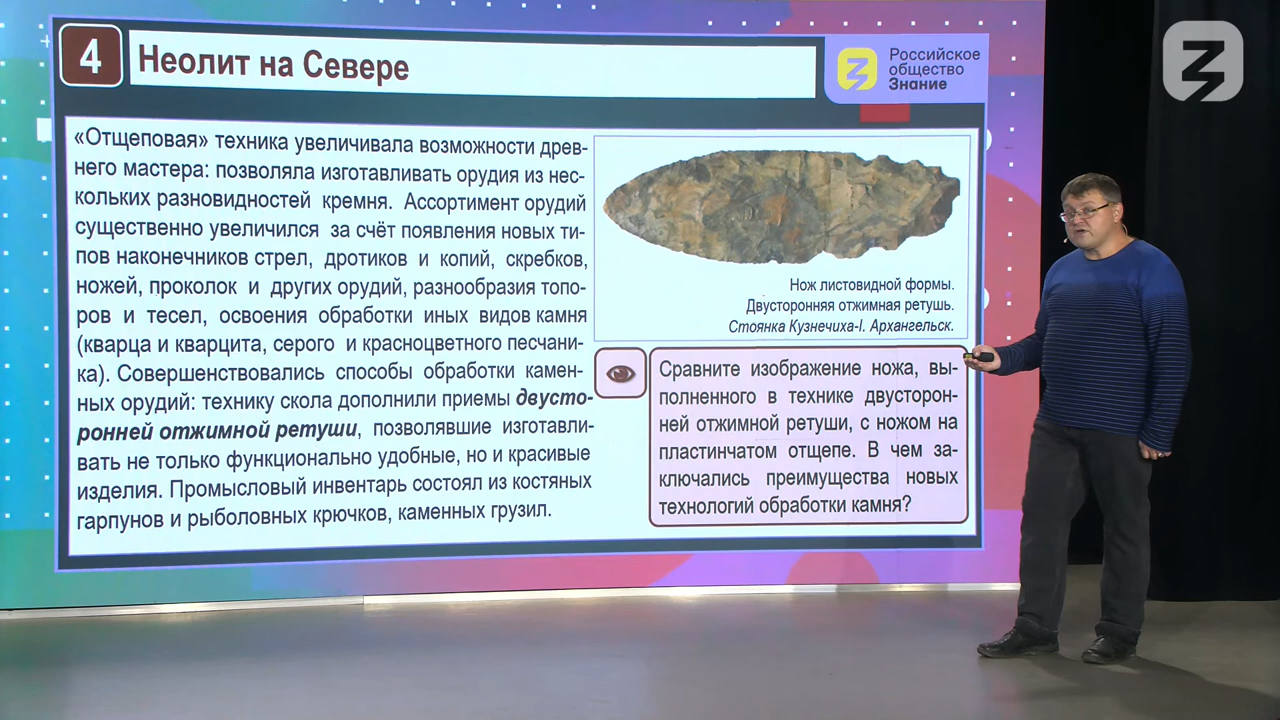 4
Неолит на Севере
Российское
общество
Знание
«Отщеповая» техника увеличивала возможности древ-
него мастера: позволяла изготавливать орудия из нес-
кольких разновидностей кремня. Ассортимент орудий
существенно увеличился за счёт появления новых ти-
пов наконечников стрел, дротиков и копий, скребков,
ножей, проколок и других орудий, разнообразия топо-
ров и тесел, освоения обработки иных видов камня
(кварца и кварцита, серого и красноцветного песчани-
ка). Совершенствовались способы обработки камен-
ных орудий: технику скола дополнили приемы двусто-
ронней отжимной ретуши, позволявшие изготавли-
вать не только функционально удобные, но и красивые
изделия. Промысловый инвентарь состоял из костяных
гарпунов и рыболовных крючков, каменных грузил.
Нож листовидной формы.
Двусторонняя отжимная ретушь.
Стоянка Кузнечиха-I. Архангельск.
Сравните изображение ножа, вы-
полненного в технике двусторон-
ней отжимной ретуши, с ножом на
пластинчатом отщепе. В чем за-
ключались преимущества новых
технологий обработки камня?